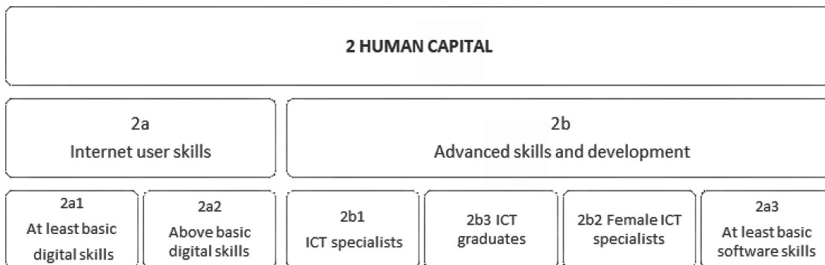 2 HUMAN CAPITAL
2a
Internet user skills
2b
Advanced skills and development
2a1
At least basic
digital skills
2a2
Above basic
digital skills
2b1
ICT specialists
2b3 ICT
graduates
2b2 Female ICT
specialists
2a3
At least basic
software skills